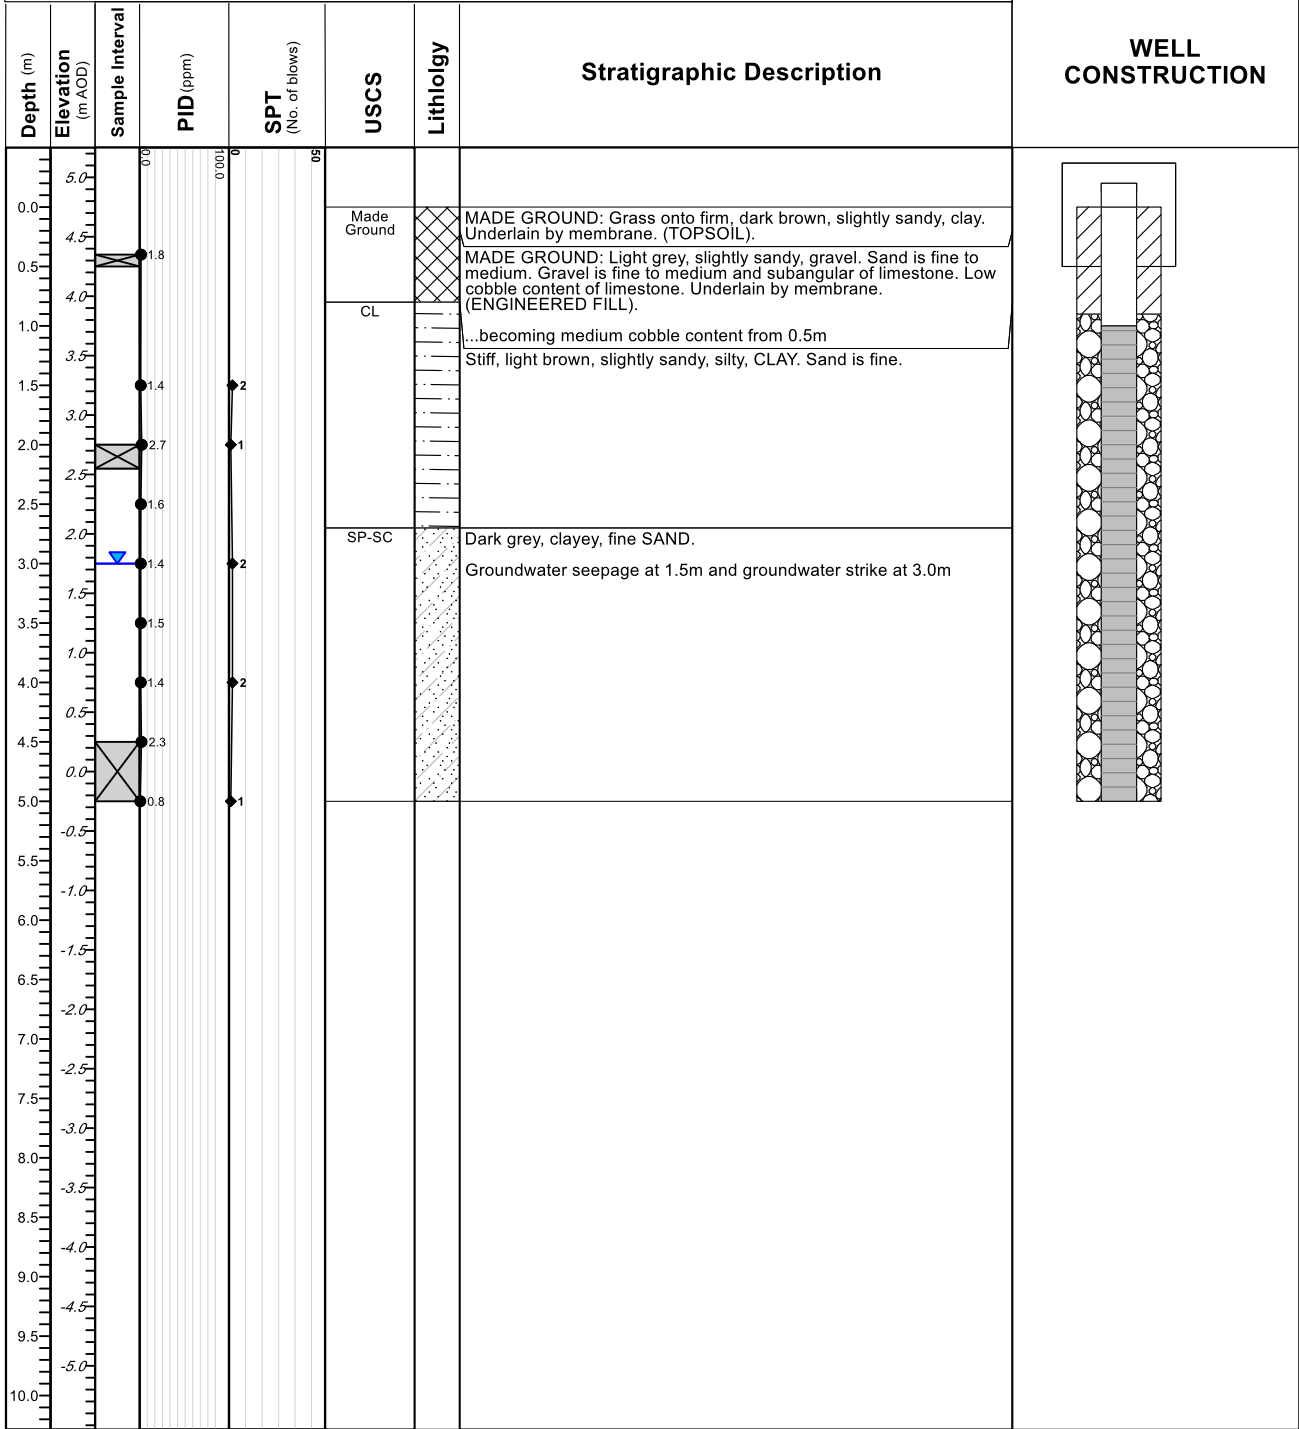 Depth (m)
Elevation
(m AOD)
Sample Interval
PID (ppm)
SPT
(No. of blows)
USCS
Litholgy
Stratigraphic Description
WELL
CONSTRUCTION
0.0
100.0
0
50
5.0
0.0
4.5
0.5
4.0
1.0
3.5
1.5
3.0
2.0
2.5
2.5
2.0
3.0
1.5
3.5
1.0
4.0
0.5
4.5
0.0
5.0
-0.5
5.5
-1.0
6.0
-1.5
6.5
-2.0
7.0
-2.5
7.5
-3.0
8.0
-3.5
8.5
-4.0
9.0
-4.5
9.5
-5.0
10.0
1.8
1.4
2.7
1.6
1.4
1.5
1.4
2.3
0.8
2
1
2
2
1
Made
Ground
CL
SP-SC
MADE GROUND: Grass onto firm, dark brown, slightly sandy, clay.
Underlain by membrane. (TOPSOIL).
MADE GROUND: Light grey, slightly sandy, gravel. Sand is fine to
medium. Gravel is fine to medium and subangular of limestone. Low
cobble content of limestone. Underlain by membrane.
(ENGINEERED FILL).
...becoming medium cobble content from 0.5m
Stiff, light brown, slightly sandy, silty, CLAY. Sand is fine.
Dark grey, clayey, fine SAND.
Groundwater seepage at 1.5m and groundwater strike at 3.0m